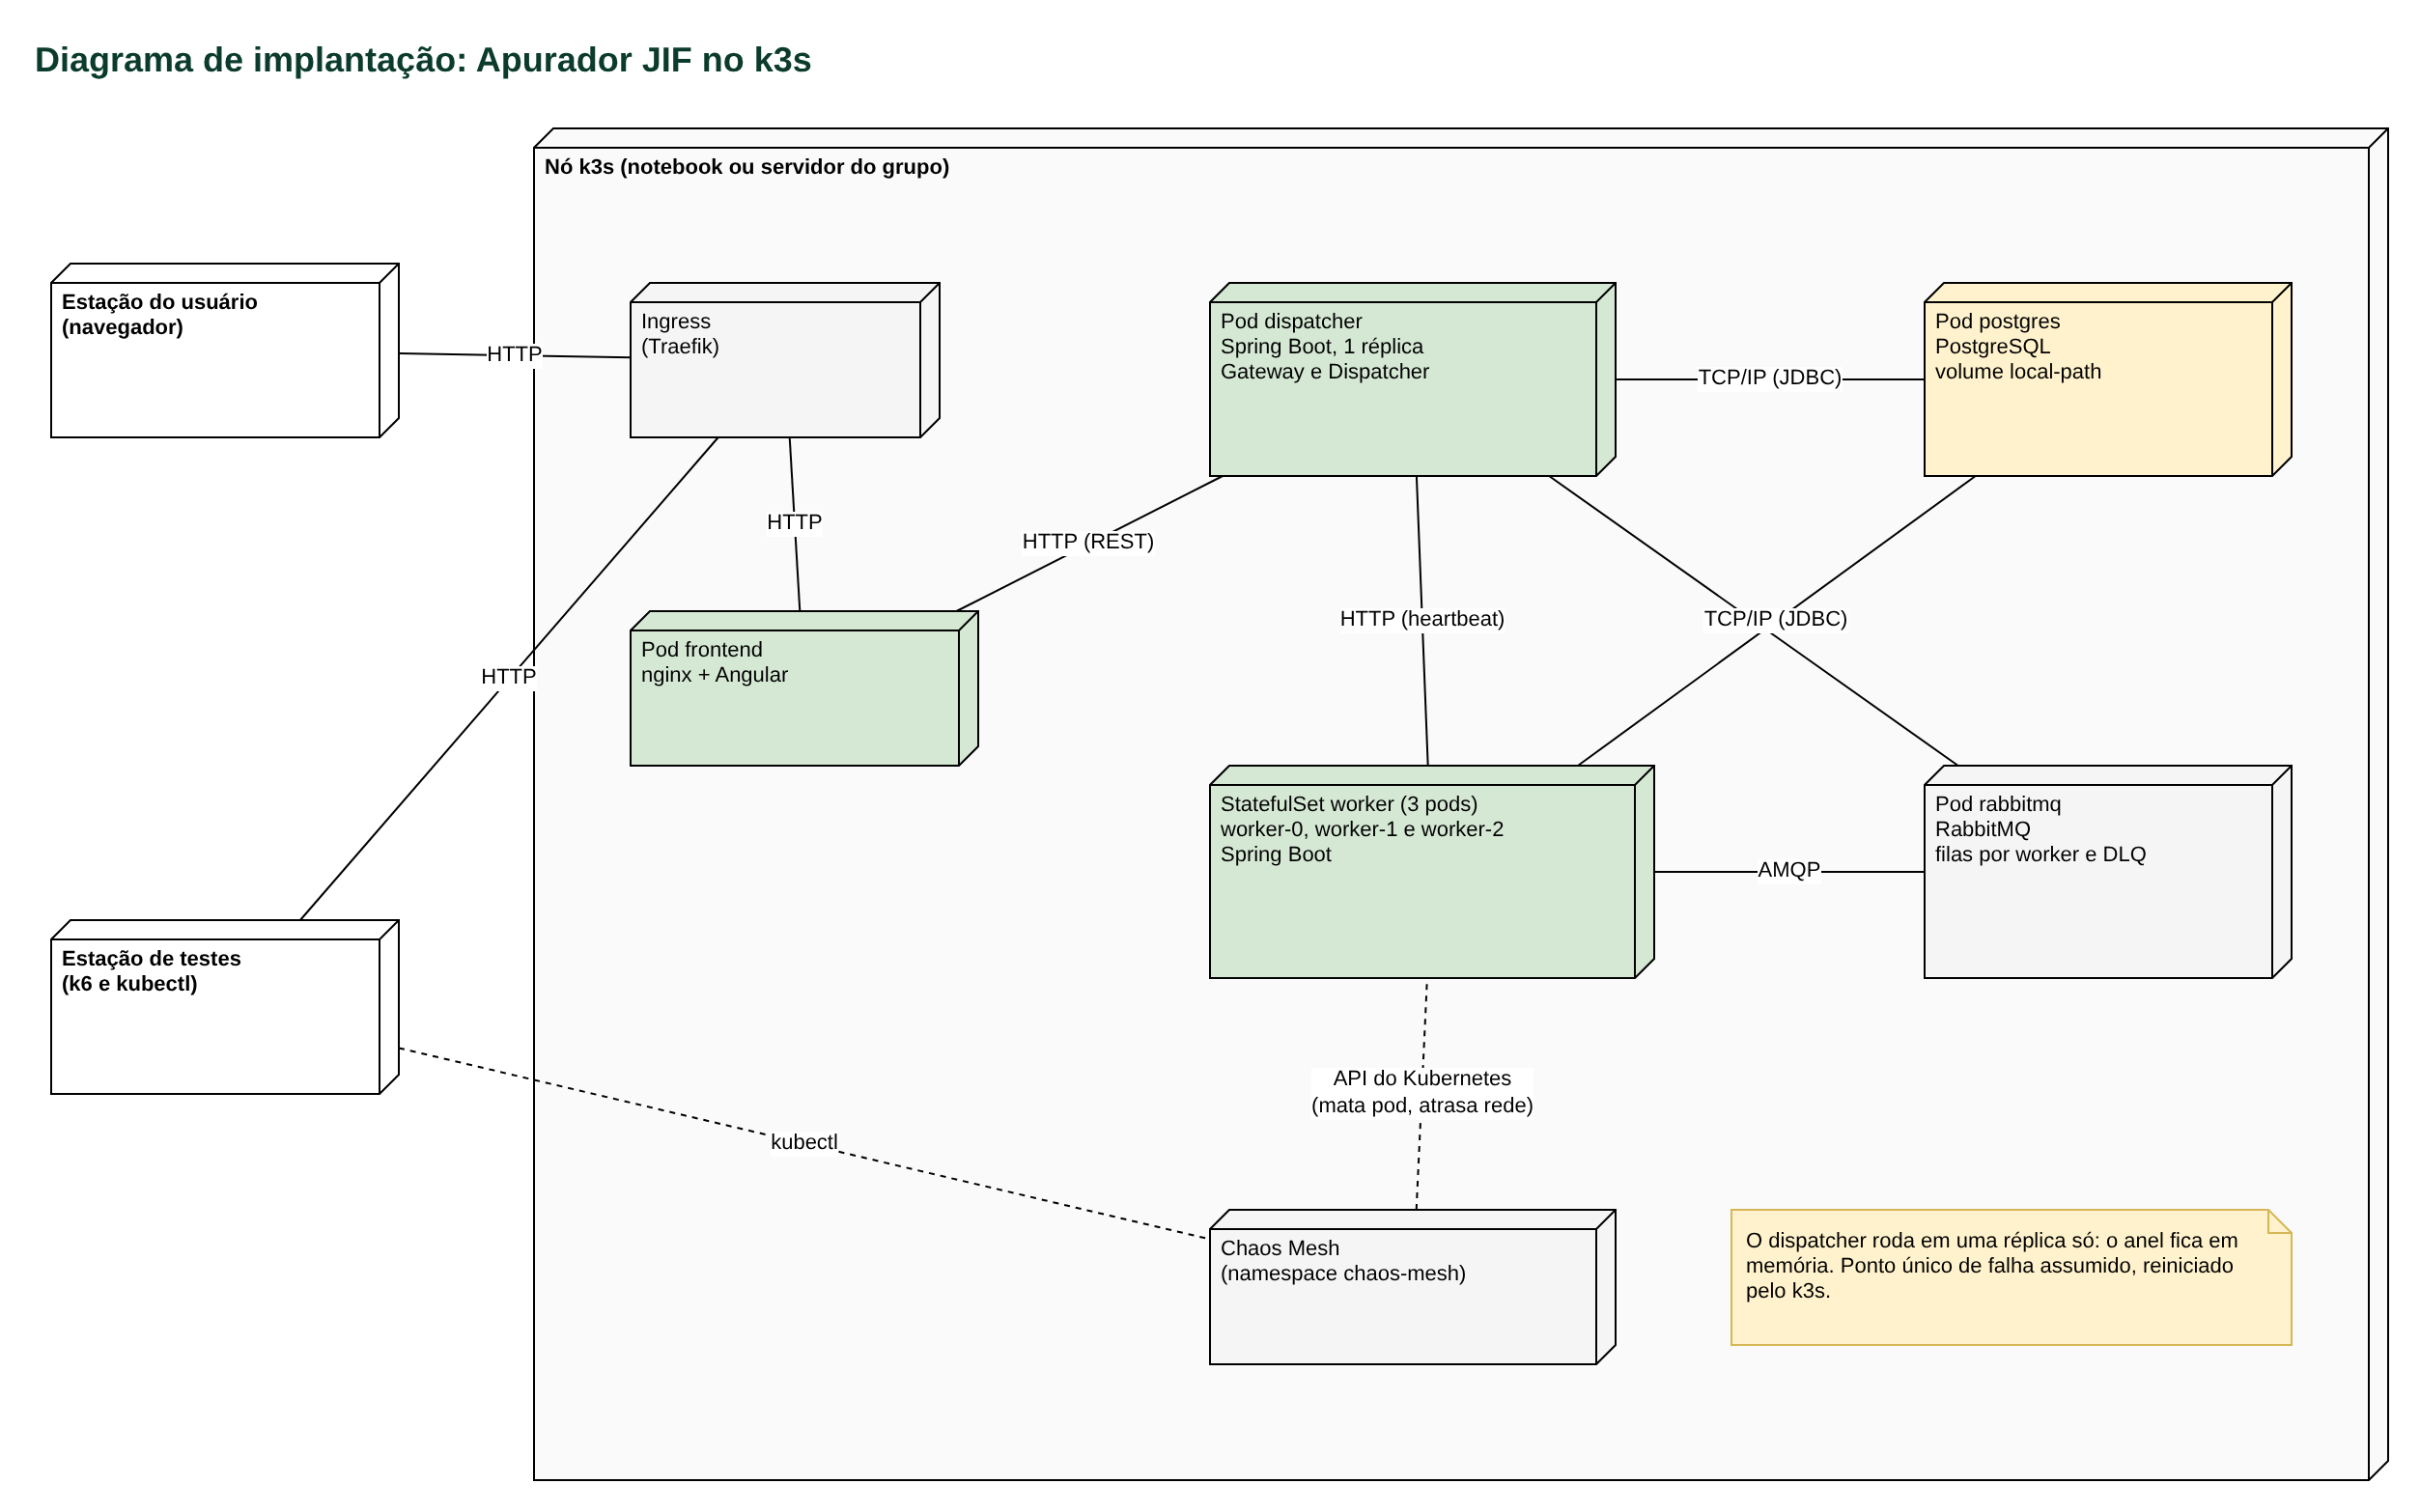 Diagrama de implantação: Apurador JIF no k3s
Nó k3s (notebook ou servidor do grupo)
Estação do usuário
(navegador)
HTTP
Ingress
(Traefik)
Pod dispatcher
Spring Boot, 1 réplica
Gateway e Dispatcher
TCP/IP (JDBC)
Pod postgres
PostgreSQL
volume local-path
HTTP
HTTP (REST)
HTTP (heartbeat)
TCP/IP (JDBC)
Pod frontend
nginx + Angular
HTTP
StatefulSet worker (3 pods)
worker-0, worker-1 e worker-2
Spring Boot
AMQP
Pod rabbitmq
RabbitMQ
filas por worker e DLQ
Estação de testes
(k6 e kubectl)
API do Kubernetes
(mata pod, atrasa rede)
kubectl
Chaos Mesh
(namespace chaos-mesh)
O dispatcher roda em uma réplica só: o anel fica em
memória. Ponto único de falha assumido, reiniciado
pelo k3s.